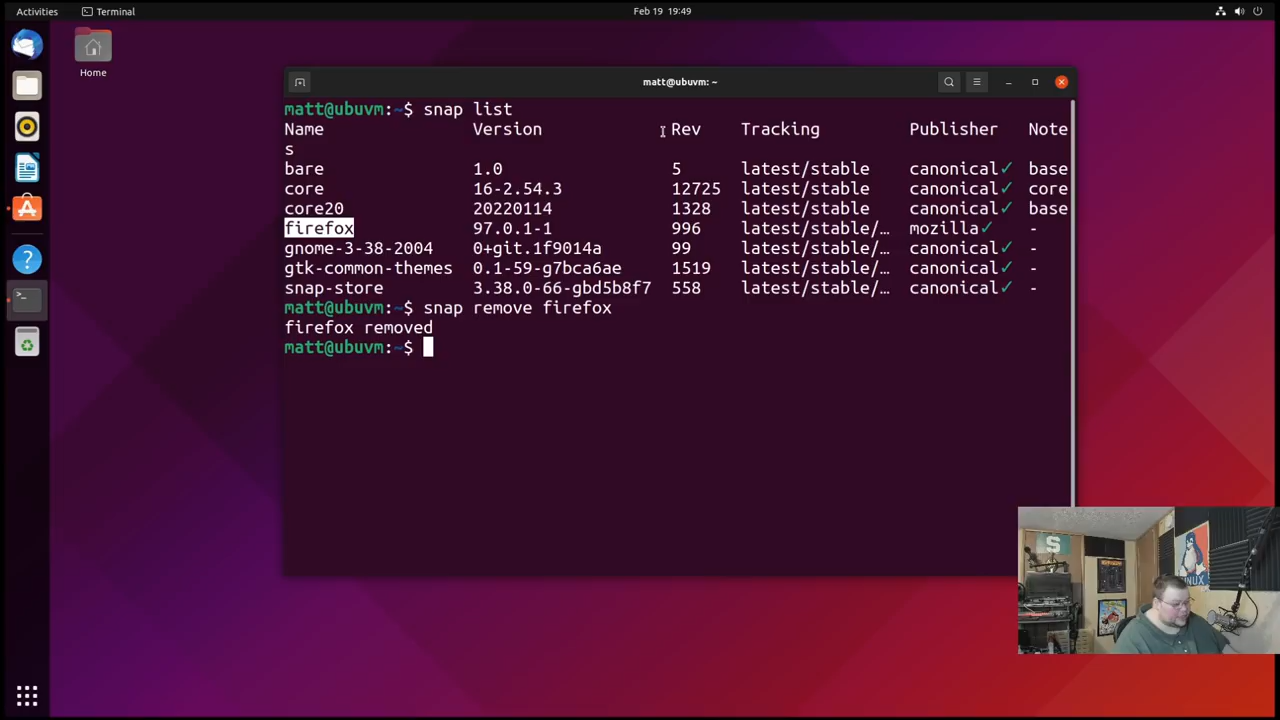 Activities Terminal Feb 19 19:49
Home
matt@ubuvm: ~
matt@ubuvm:~$ snap list
Name Version Rev Tracking Publisher Note
s
bare 1.0 5 latest/stable canonical✓ base
core 16-2.54.3 12725 latest/stable canonical✓ core
core20 20220114 1328 latest/stable canonical✓ base
firefox 97.0.1-1 996 latest/stable/… mozilla✓ -
gnome-3-38-2004 0+git.1f9014a 99 latest/stable/… canonical✓ -
gtk-common-themes 0.1-59-g7bca6ae 1519 latest/stable/… canonical✓ -
snap-store 3.38.0-66-gbd5b8f7 558 latest/stable/… canonical✓ -
matt@ubuvm:~$ snap remove firefox
firefox removed
matt@ubuvm:~$
S
LINUX